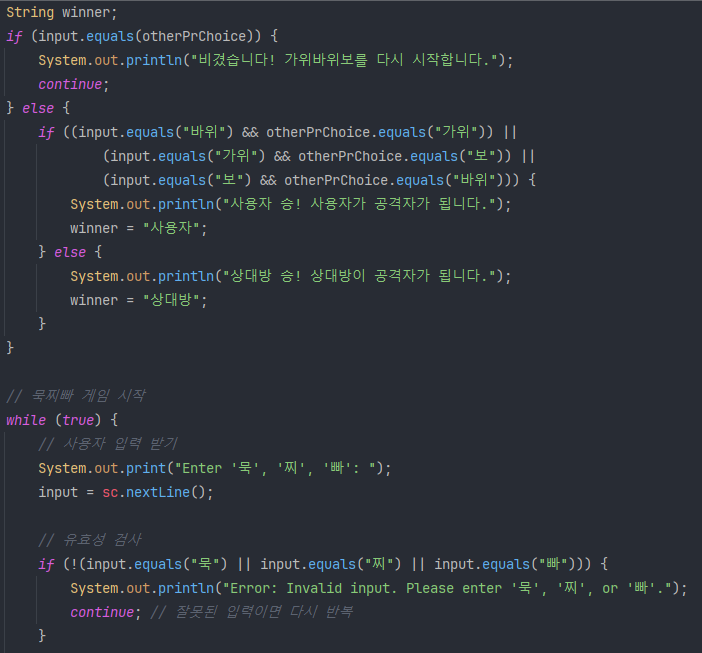 String winner;
if (input.equals(otherPrChoice)) {
    System.out.println("비겼습니다! 가위바위보를 다시 시작합니다.");
    continue;
} else {
    if ((input.equals("바위") && otherPrChoice.equals("가위")) ||
            (input.equals("가위") && otherPrChoice.equals("보")) ||
            (input.equals("보") && otherPrChoice.equals("바위"))) {
        System.out.println("사용자 승! 사용자가 공격자가 됩니다.");
        winner = "사용자";
    } else {
        System.out.println("상대방 승! 상대방이 공격자가 됩니다.");
        winner = "상대방";
    }
}
// 묵찌빠 게임 시작
while (true) {
    // 사용자 입력 받기
    System.out.print("Enter '묵', '찌', '빠': ");
    input = sc.nextLine();
    // 유효성 검사
    if (!(input.equals("묵") || input.equals("찌") || input.equals("빠"))) {
        System.out.println("Error: Invalid input. Please enter '묵', '찌', or '빠'.");
        continue; // 잘못된 입력이면 다시 반복
    }